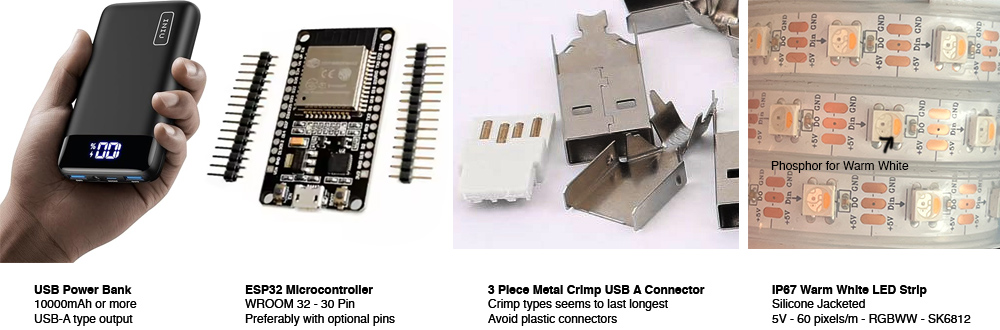 INIU
100%
GND
DO
Din
+5V
Phosphor for Warm White
USB Power Bank
10000mAh or more
USB-A type output
ESP32 Microcontroller
WROOM 32 - 30 Pin
Preferably with optional pins
3 Piece Metal Crimp USB A Connector
Crimp types seems to last longest
Avoid plastic connectors
IP67 Warm White LED Strip
Silicone Jacketed
5V - 60 pixels/m - RGBWW - SK6812